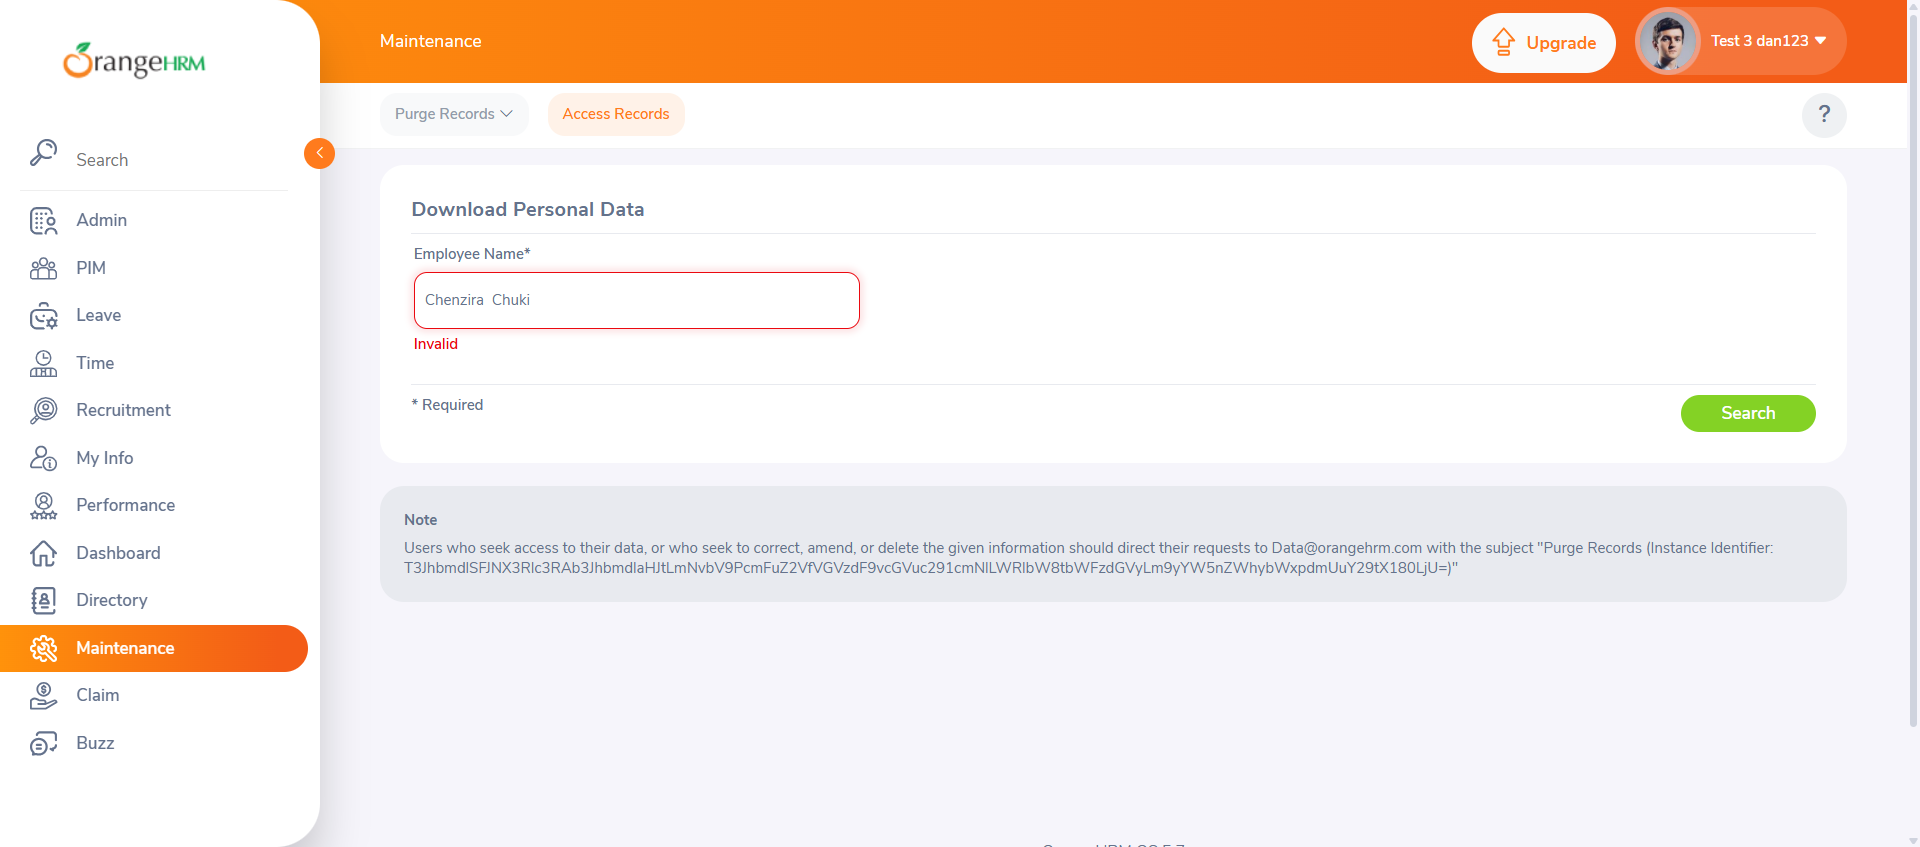 OrangeHRM
Maintenance
Upgrade
Test 3 dan123
Purge Records
Access Records
?
Search
Admin
PIM
Leave
Time
Recruitment
My Info
Performance
Dashboard
Directory
Maintenance
Claim
Buzz
Download Personal Data
Employee Name*
Chenzira  Chuki
Invalid
* Required
Search
Note
Users who seek access to their data, or who seek to correct, amend, or delete the given information should direct their requests to Data@orangehrm.com with the subject "Purge Records (Instance Identifier: